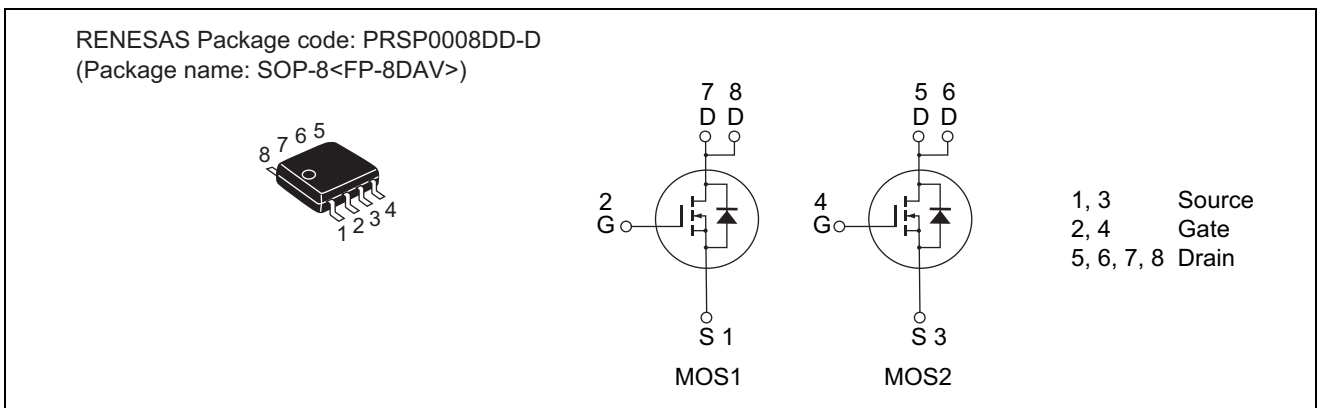 RENESAS Package code: PRSP0008DD-D
(Package name: SOP-8<FP-8DAV>)
8 7 6 5
1 2 3 4
7 8
D D
2
G
S 1
MOS1
5 6
D D
4
G
S 3
MOS2
1, 3 Source
2, 4 Gate
5, 6, 7, 8 Drain